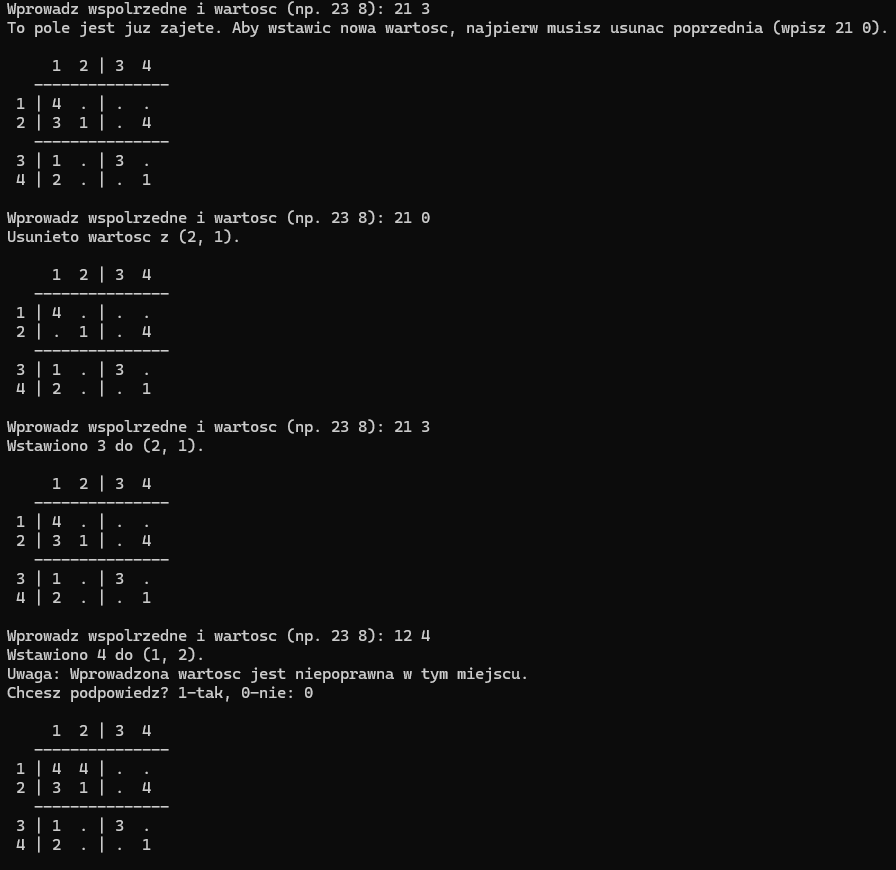 Wprowadz wspolrzedne i wartosc (np. 23 8): 21 3
To pole jest juz zajete. Aby wstawic nowa wartosc, najpierw musisz usunac poprzednia (wpisz 21 0).
     1  2 | 3  4
   ---------------
 1 | 4  . | .  .
 2 | 3  1 | .  4
   ---------------
 3 | 1  . | 3  .
 4 | 2  . | .  1
Wprowadz wspolrzedne i wartosc (np. 23 8): 21 0
Usunieto wartosc z (2, 1).
     1  2 | 3  4
   ---------------
 1 | 4  . | .  .
 2 | .  1 | .  4
   ---------------
 3 | 1  . | 3  .
 4 | 2  . | .  1
Wprowadz wspolrzedne i wartosc (np. 23 8): 21 3
Wstawiono 3 do (2, 1).
     1  2 | 3  4
   ---------------
 1 | 4  . | .  .
 2 | 3  1 | .  4
   ---------------
 3 | 1  . | 3  .
 4 | 2  . | .  1
Wprowadz wspolrzedne i wartosc (np. 23 8): 12 4
Wstawiono 4 do (1, 2).
Uwaga: Wprowadzona wartosc jest niepoprawna w tym miejscu.
Chcesz podpowiedz? 1-tak, 0-nie: 0
     1  2 | 3  4
   ---------------
 1 | 4  4 | .  .
 2 | 3  1 | .  4
   ---------------
 3 | 1  . | 3  .
 4 | 2  . | .  1